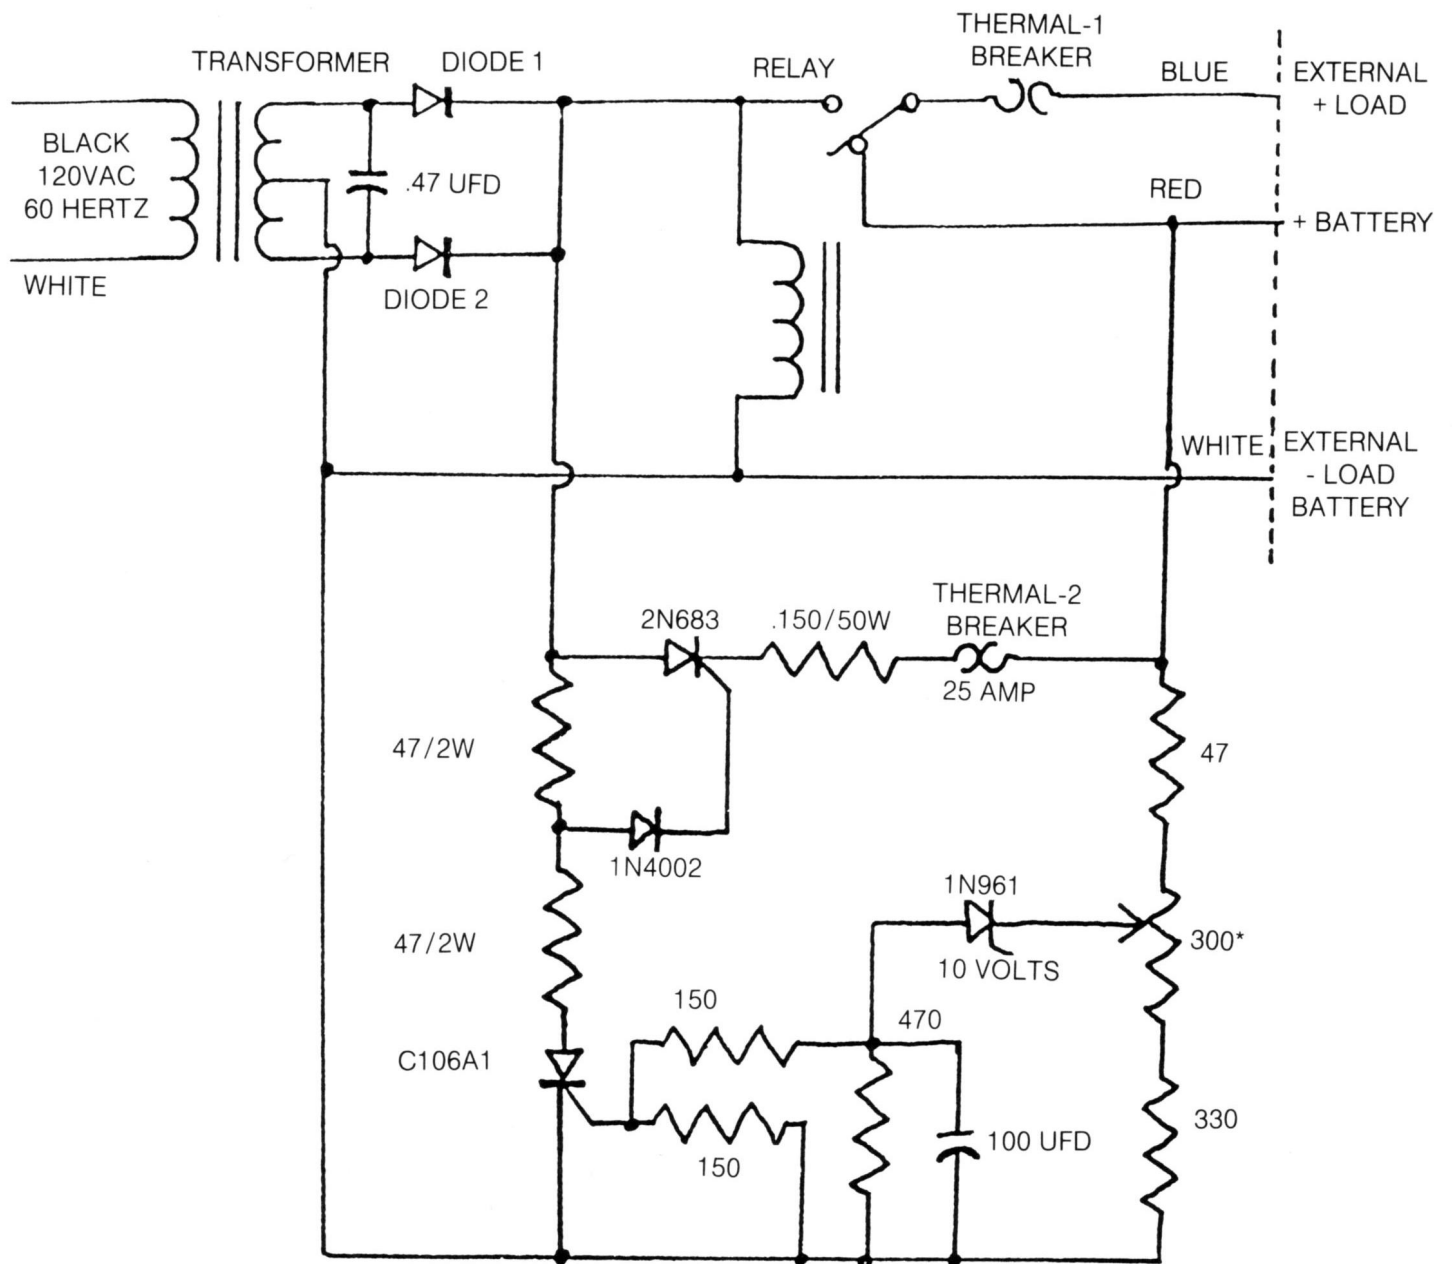 THERMAL-1
BREAKER
TRANSFORMER
DIODE 1
RELAY
BLUE
EXTERNAL
+ LOAD
BLACK
120VAC
60 HERTZ
.47 UFD
RED
+ BATTERY
WHITE
DIODE 2
WHITE
EXTERNAL
- LOAD
BATTERY
2N683
.150/50W
THERMAL-2
BREAKER
25 AMP
47/2W
47
1N4002
1N961
47/2W
10 VOLTS
300*
150
470
C106A1
100 UFD
330
150